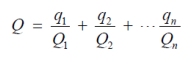 Q = q₁/Q₁ + q₂/Q₂ + ⋯ qₙ/Qₙ